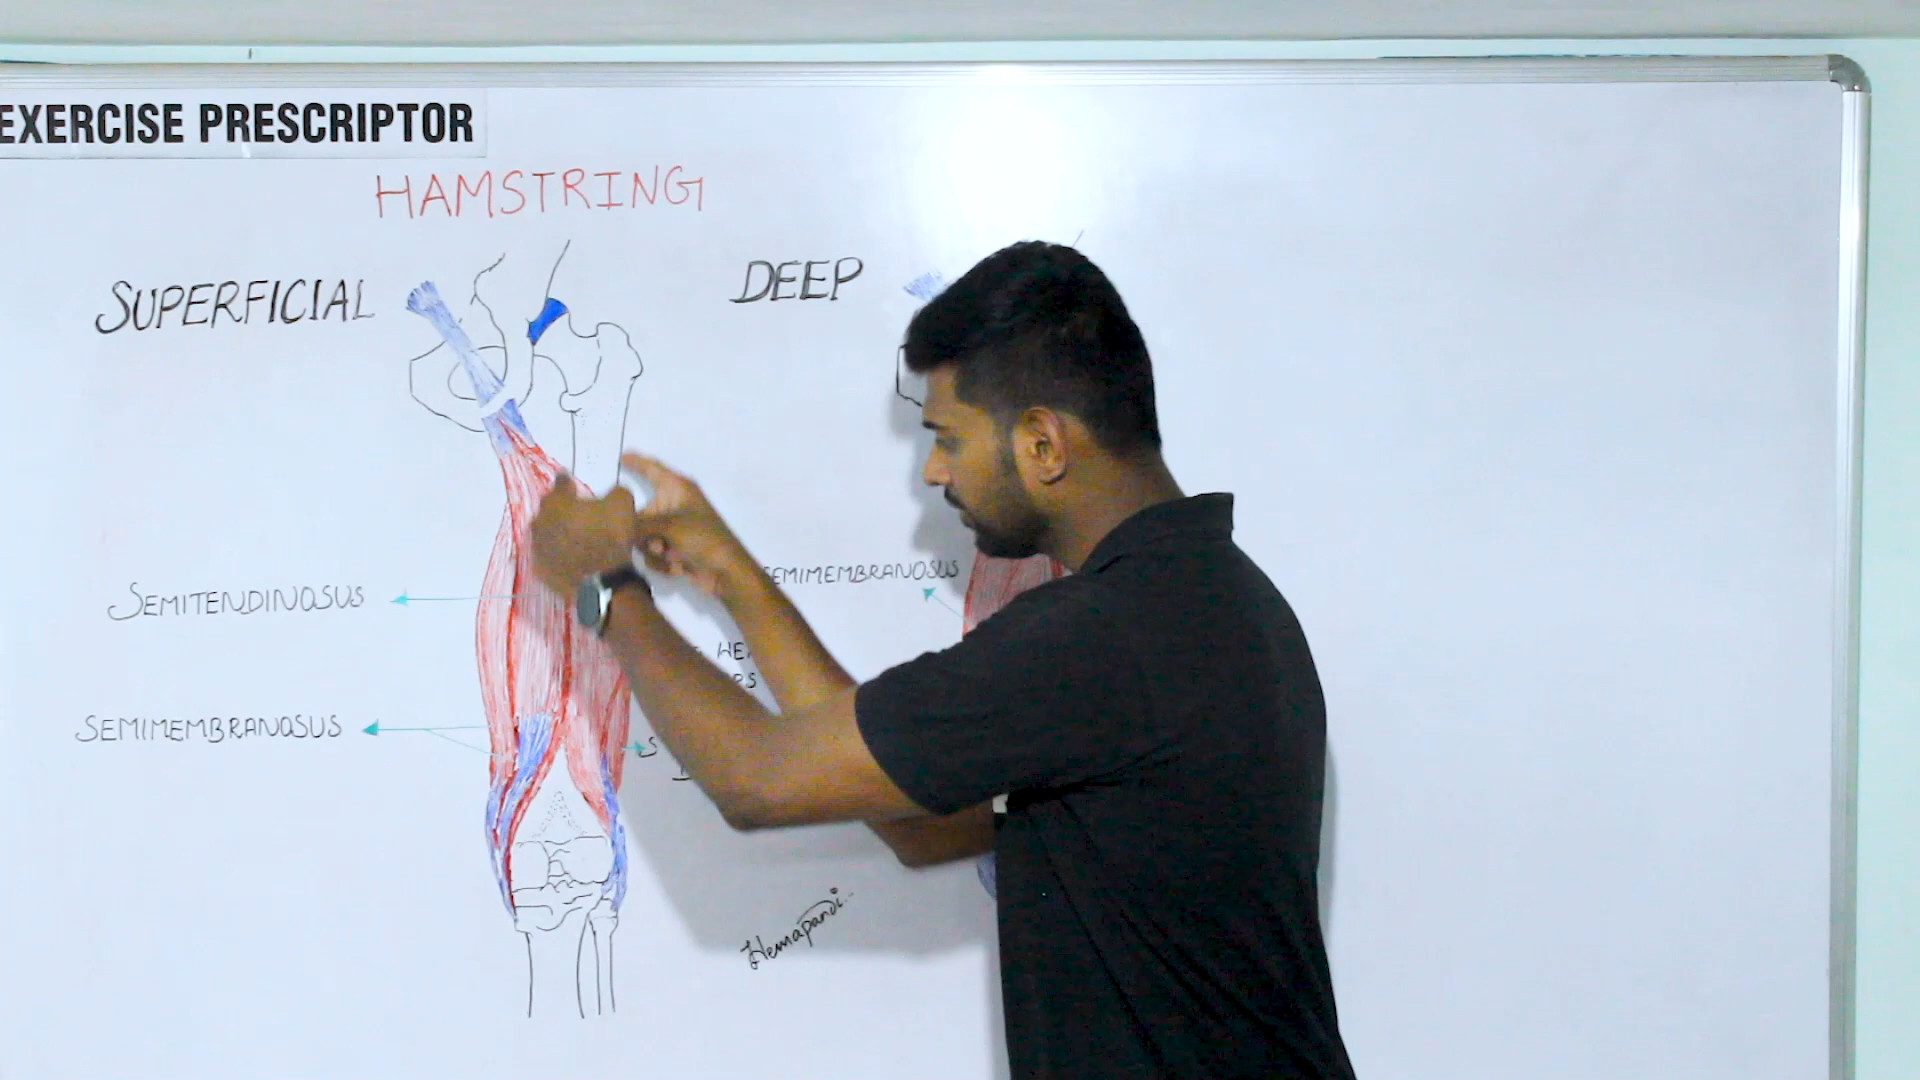 EXERCISE PRESCRIPTOR
HAMSTRING
SUPERFICIAL
DEEP
SEMITENDINOSUS
SEMIMEMBRANOSUS
SEMIMEMBRANOSUS
Hemapandi..